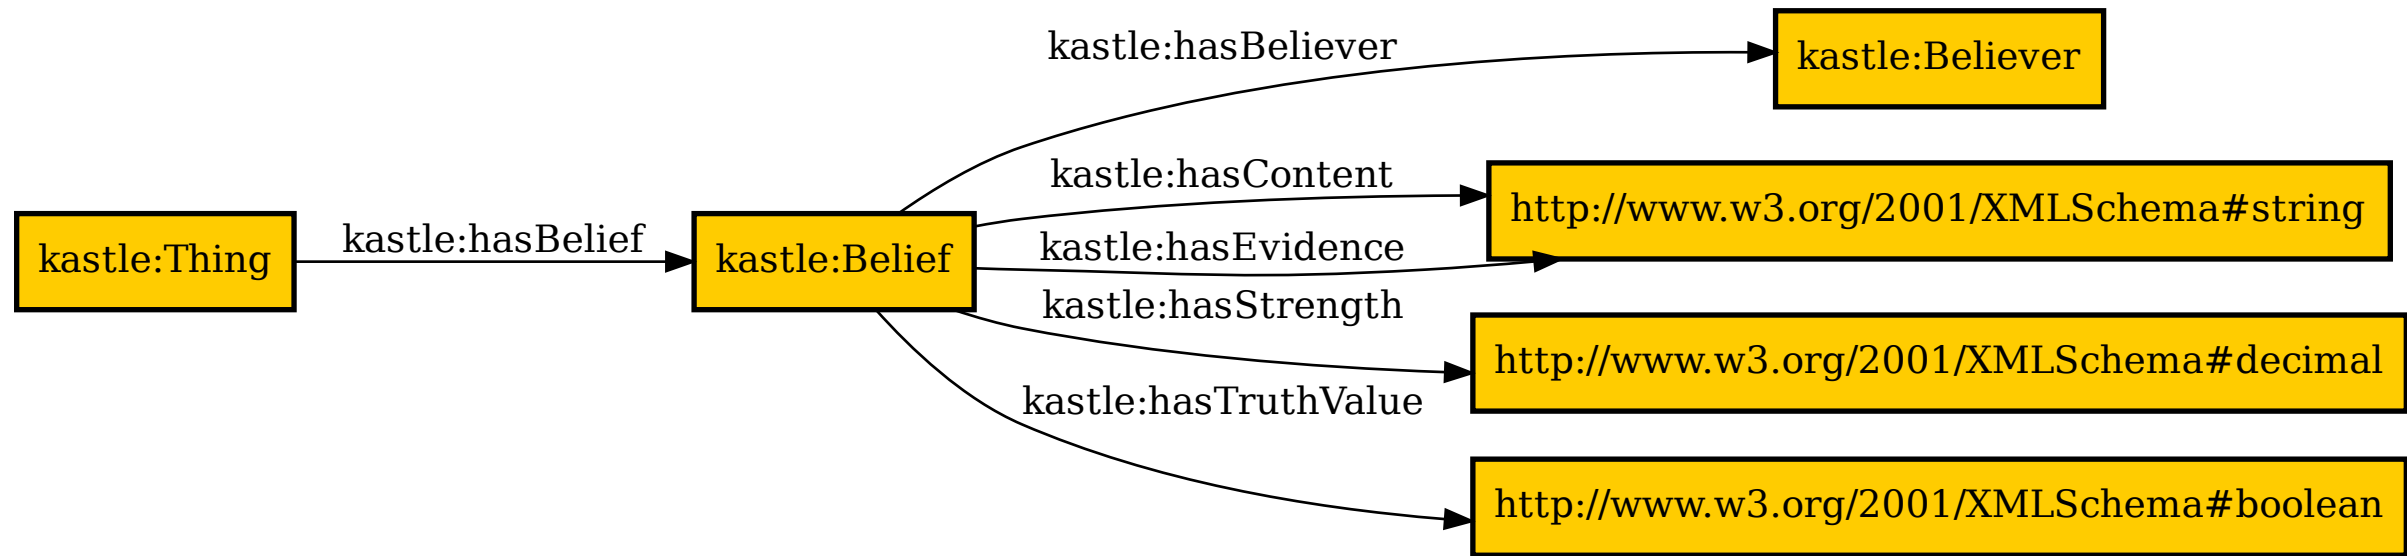 kastle:hasBeliever
kastle:Believer
kastle:hasContent
http://www.w3.org/2001/XMLSchema#string
kastle:Thing
kastle:hasBelief
kastle:Belief
kastle:hasEvidence
kastle:hasStrength
http://www.w3.org/2001/XMLSchema#decimal
kastle:hasTruthValue
http://www.w3.org/2001/XMLSchema#boolean